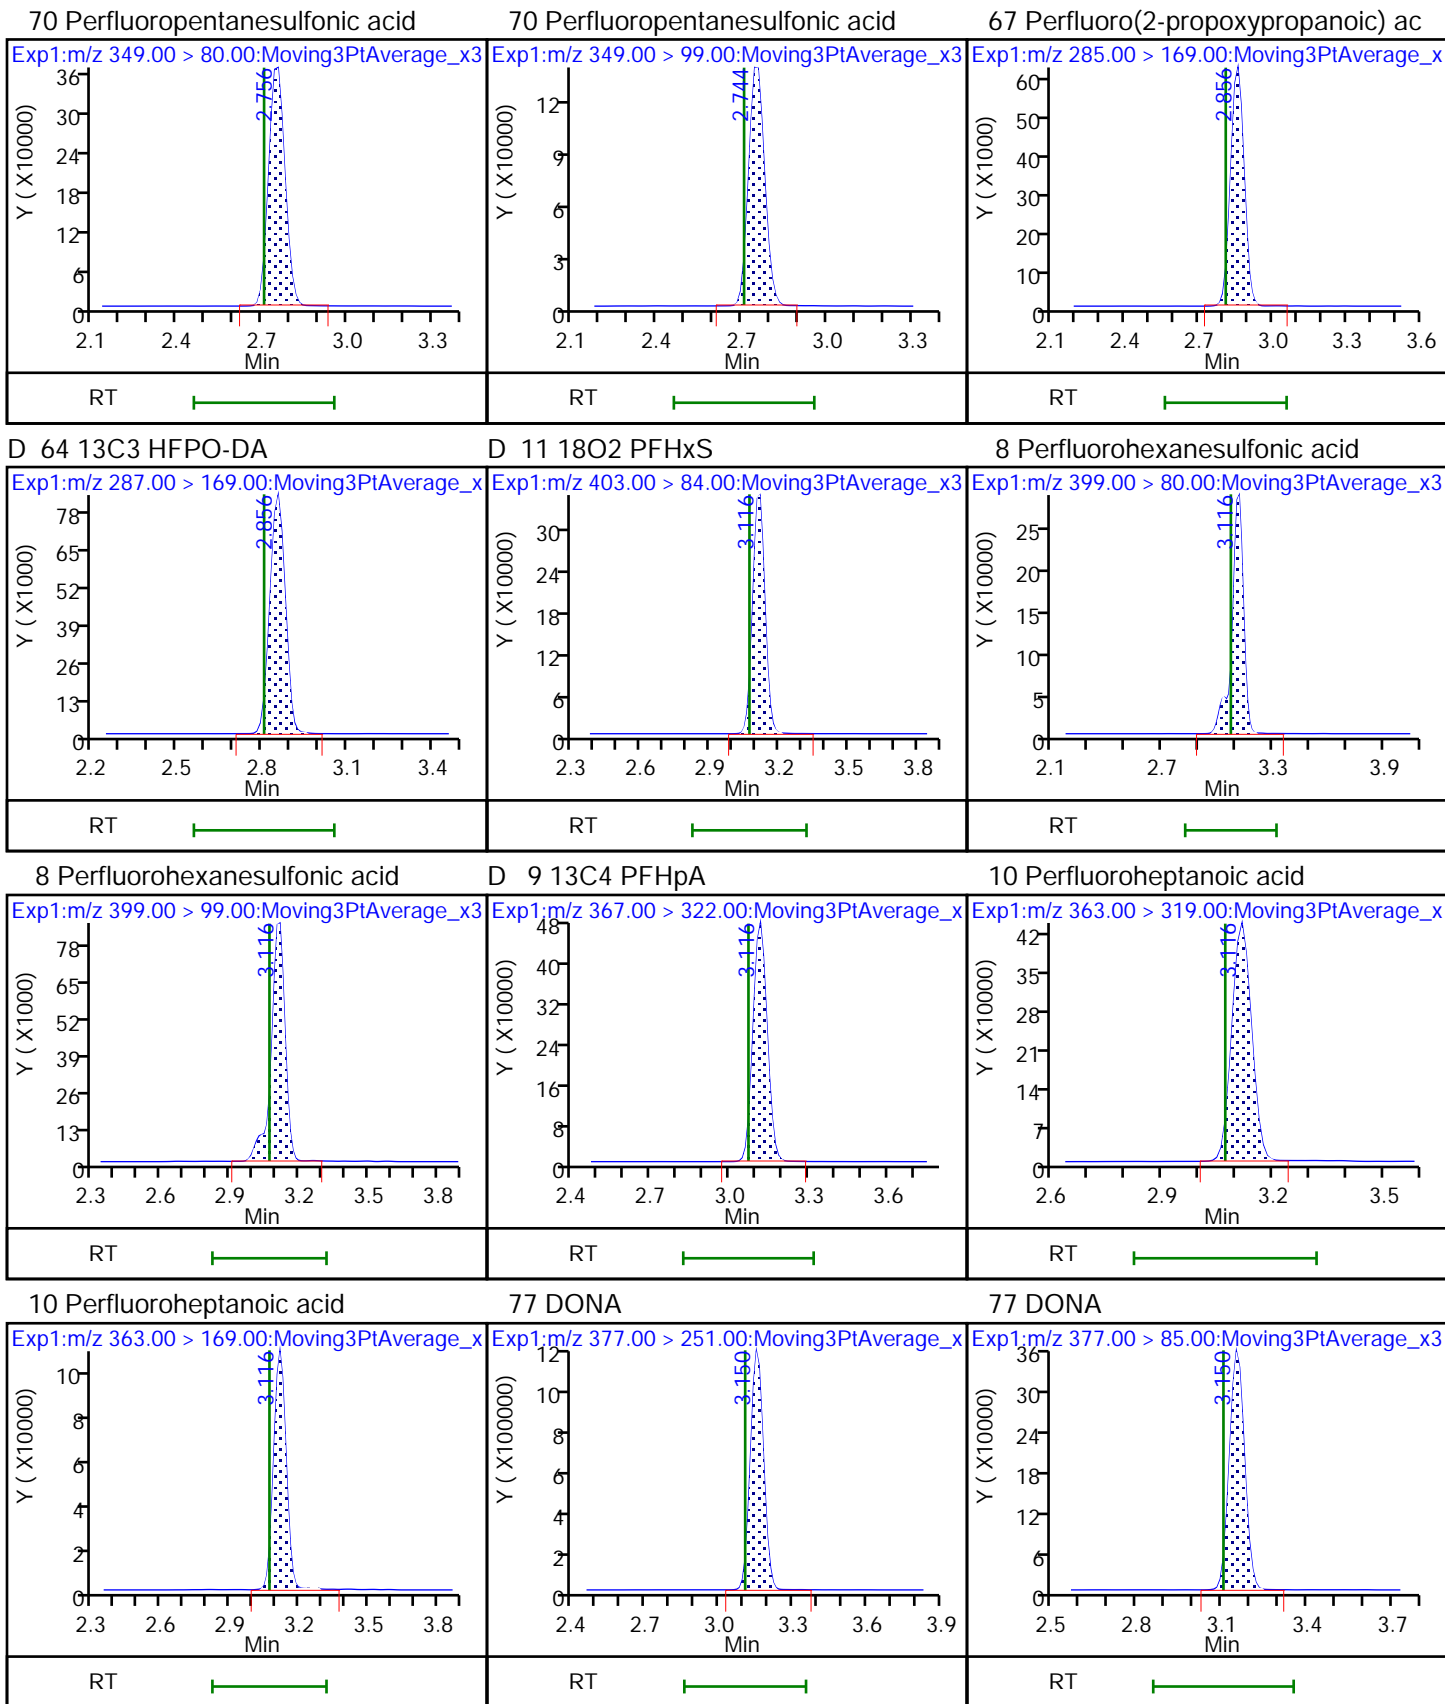 70 Perfluoropentanesulfonic acid
Exp1:m/z 349.00 > 80.00:Moving3PtAverage_x3
2.756
Y ( X10000)
36
30
24
18
12
6
0
2.1 2.4 2.7 3.0 3.3
Min
RT
70 Perfluoropentanesulfonic acid
Exp1:m/z 349.00 > 99.00:Moving3PtAverage_x3
2.744
Y ( X10000)
12
9
6
3
0
2.1 2.4 2.7 3.0 3.3
Min
RT
67 Perfluoro(2-propoxypropanoic) ac
Exp1:m/z 285.00 > 169.00:Moving3PtAverage_x
2.856
Y ( X1000)
60
50
40
30
20
10
0
2.1 2.4 2.7 3.0 3.3 3.6
Min
RT
D 64 13C3 HFPO-DA
Exp1:m/z 287.00 > 169.00:Moving3PtAverage_x
2.856
Y ( X1000)
78
65
52
39
26
13
0
2.2 2.5 2.8 3.1 3.4
Min
RT
D 11 18O2 PFHxS
Exp1:m/z 403.00 > 84.00:Moving3PtAverage_x3
3.116
Y ( X10000)
30
24
18
12
6
0
2.3 2.6 2.9 3.2 3.5 3.8
Min
RT
8 Perfluorohexanesulfonic acid
Exp1:m/z 399.00 > 80.00:Moving3PtAverage_x3
3.116
Y ( X10000)
25
20
15
10
5
0
2.1 2.7 3.3 3.9
Min
RT
8 Perfluorohexanesulfonic acid
Exp1:m/z 399.00 > 99.00:Moving3PtAverage_x3
3.116
Y ( X1000)
78
65
52
39
26
13
0
2.3 2.6 2.9 3.2 3.5 3.8
Min
RT
D 9 13C4 PFHpA
Exp1:m/z 367.00 > 322.00:Moving3PtAverage_x
3.116
Y ( X10000)
48
40
32
24
16
8
0
2.4 2.7 3.0 3.3 3.6
Min
RT
10 Perfluoroheptanoic acid
Exp1:m/z 363.00 > 319.00:Moving3PtAverage_x
3.116
Y ( X10000)
42
35
28
21
14
7
0
2.6 2.9 3.2 3.5
Min
RT
10 Perfluoroheptanoic acid
Exp1:m/z 363.00 > 169.00:Moving3PtAverage_x
3.116
Y ( X10000)
10
8
6
4
2
0
2.3 2.6 2.9 3.2 3.5 3.8
Min
RT
77 DONA
Exp1:m/z 377.00 > 251.00:Moving3PtAverage_x
3.150
Y ( X100000)
12
10
8
6
4
2
0
2.4 2.7 3.0 3.3 3.6 3.9
Min
RT
77 DONA
Exp1:m/z 377.00 > 85.00:Moving3PtAverage_x3
3.150
Y ( X10000)
36
30
24
18
12
6
0
2.5 2.8 3.1 3.4 3.7
Min
RT